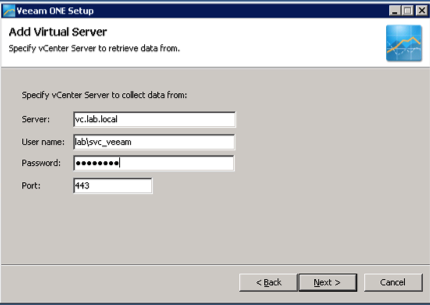 Veeam ONE Setup
Add Virtual Server
Specify vCenter Server to retrieve data from.
Specify vCenter Server to collect data from:
Server: vc.lab.local
User name: lab\svc_veeam
Password: ●●●●●●●●
Port: 443
< Back Next > Cancel